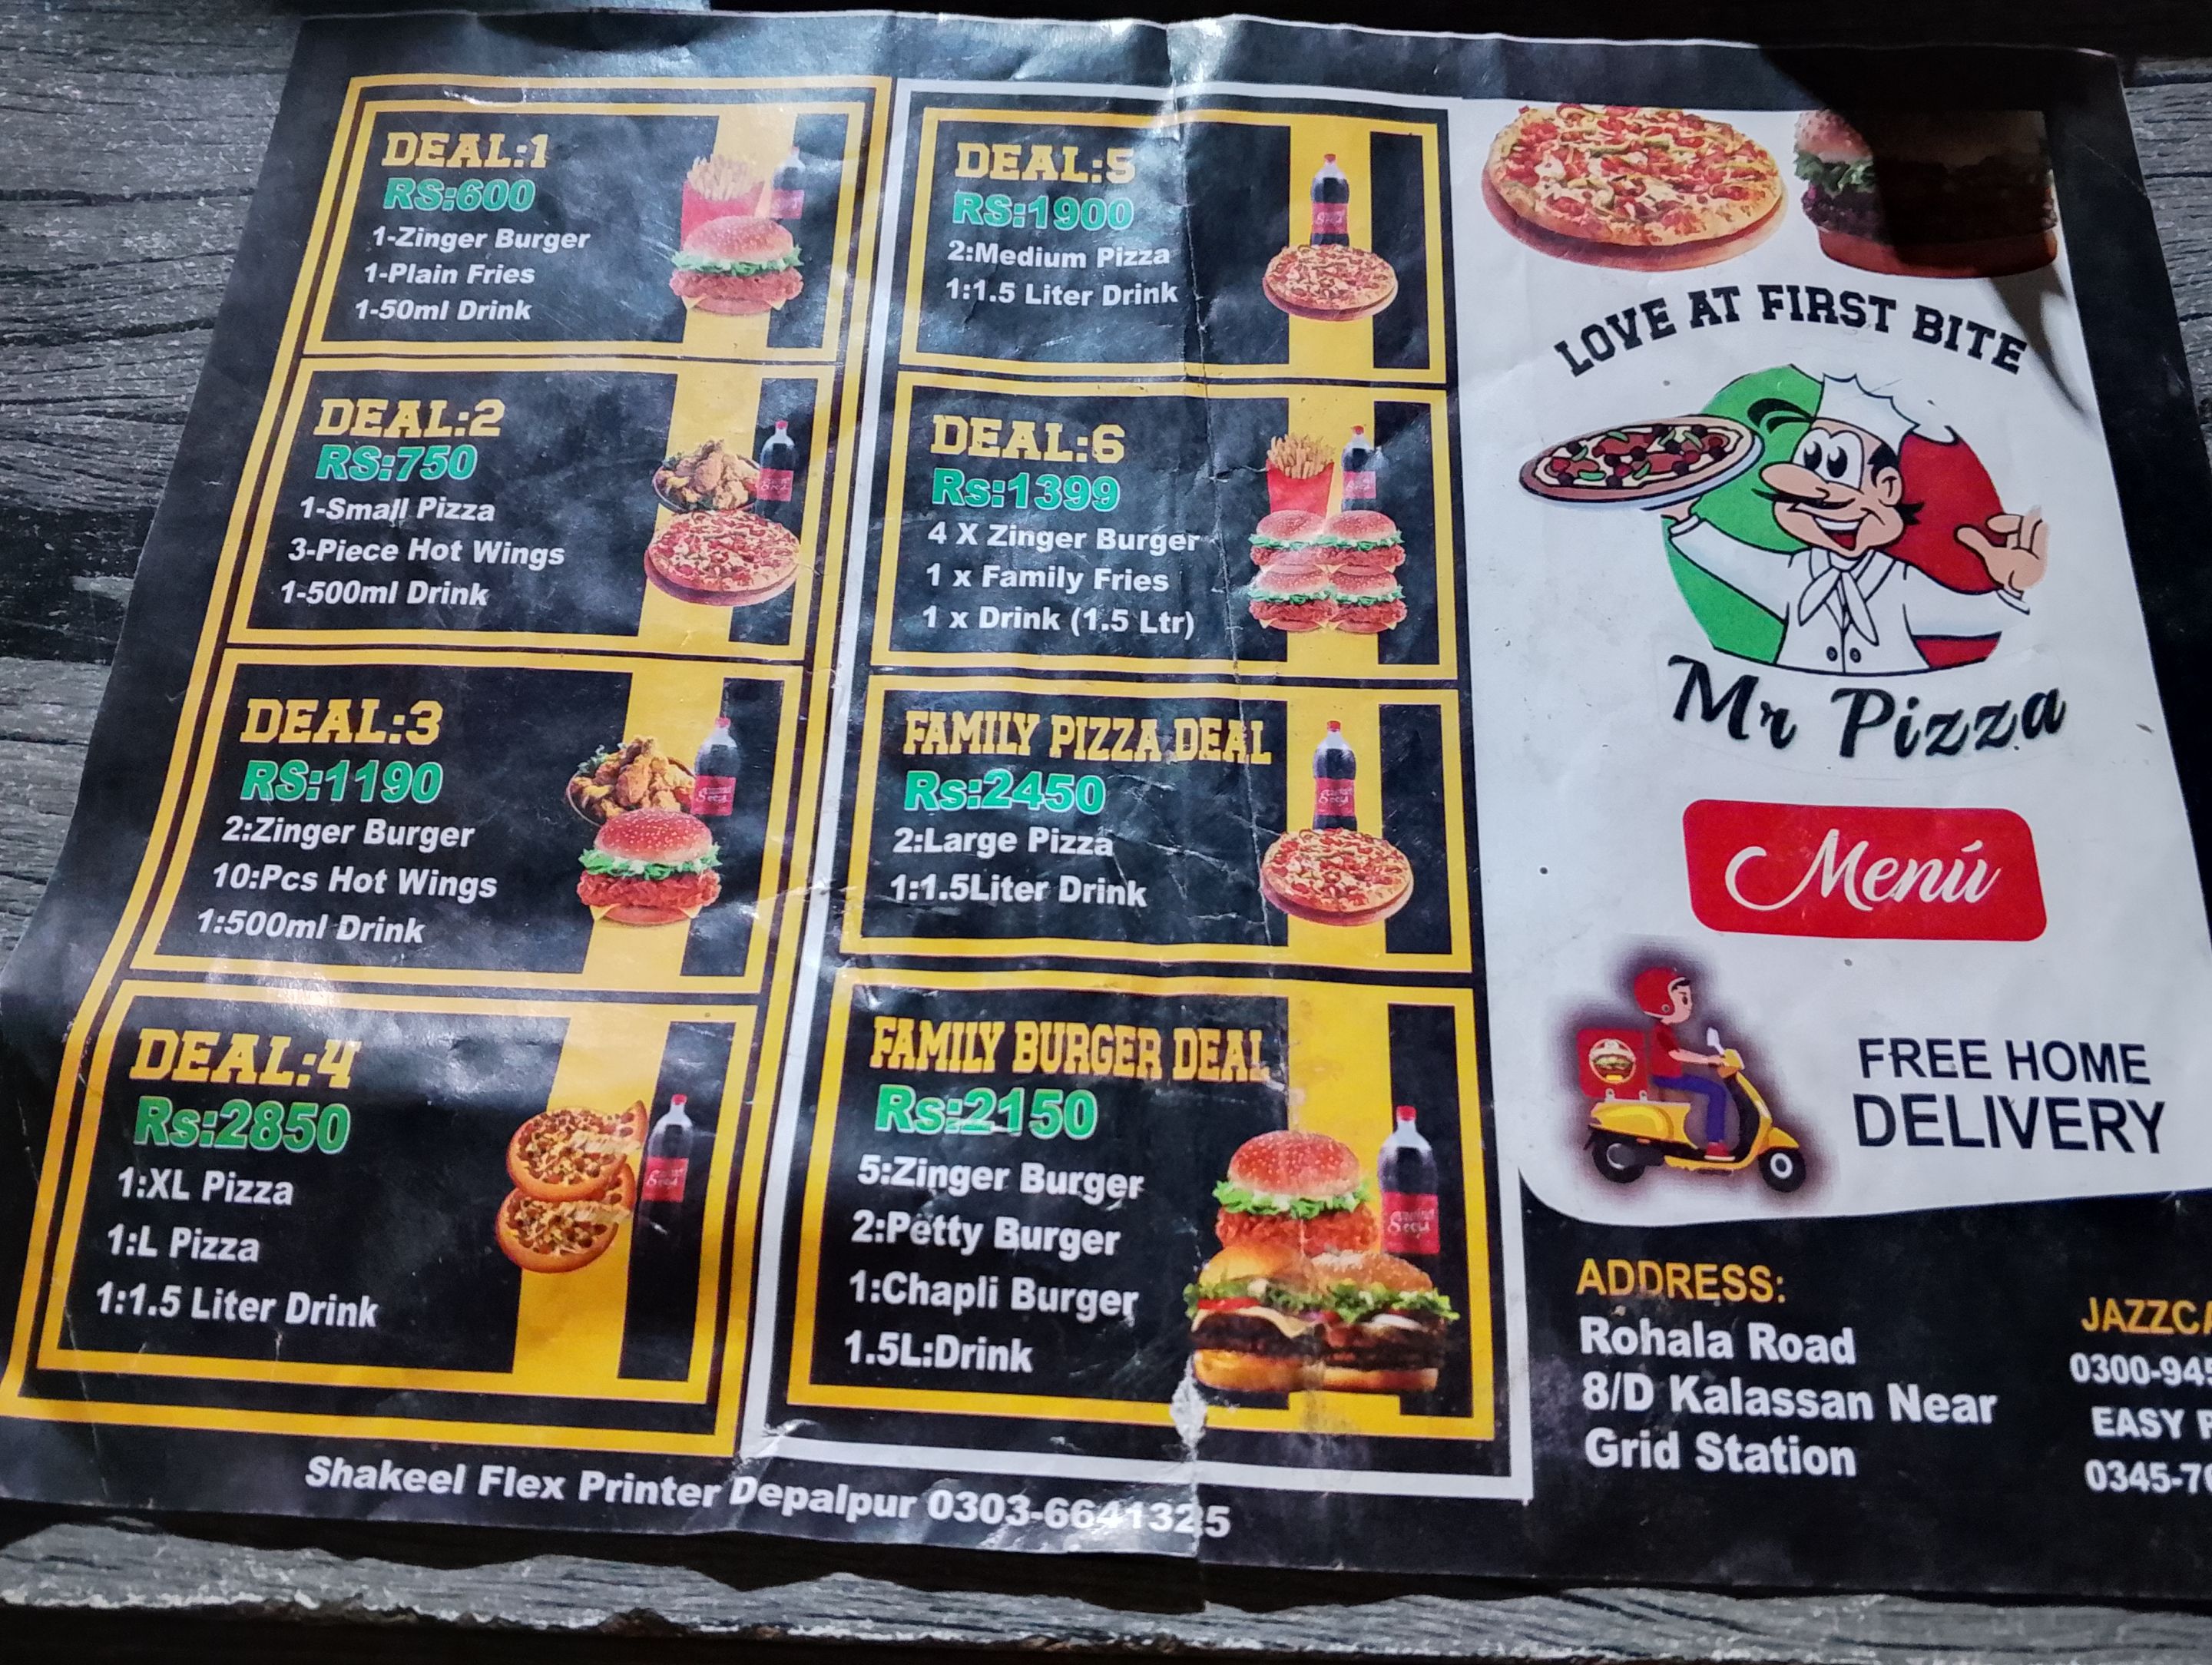 DEAL:1
RS:600
1-Zinger Burger
1-Plain Fries
1-50ml Drink
DEAL:2
RS:750
1-Small Pizza
3-Piece Hot Wings
1-500ml Drink
DEAL:3
RS:1190
2:Zinger Burger
10:Pcs Hot Wings
1:500ml Drink
DEAL:4
Rs:2850
1:XL Pizza
1:L Pizza
1:1.5 Liter Drink
DEAL:5
RS:1900
2:Medium Pizza
1:1.5 Liter Drink
DEAL:6
Rs:1399
4 X Zinger Burger
1 x Family Fries
1 x Drink (1.5 Ltr)
FAMILY PIZZA DEAL
Rs:2450
2:Large Pizza
1:1.5Liter Drink
FAMILY BURGER DEAL
Rs:2150
5:Zinger Burger
2:Petty Burger
1:Chapli Burger
1.5L:Drink
Shakeel Flex Printer Depalpur 0303-6641325
LOVE AT FIRST BITE
Mr Pizza
Menú
FREE HOME
DELIVERY
ADDRESS:
Rohala Road
8/D Kalassan Near
Grid Station
JAZZC
0300-945
EASY
0345-79